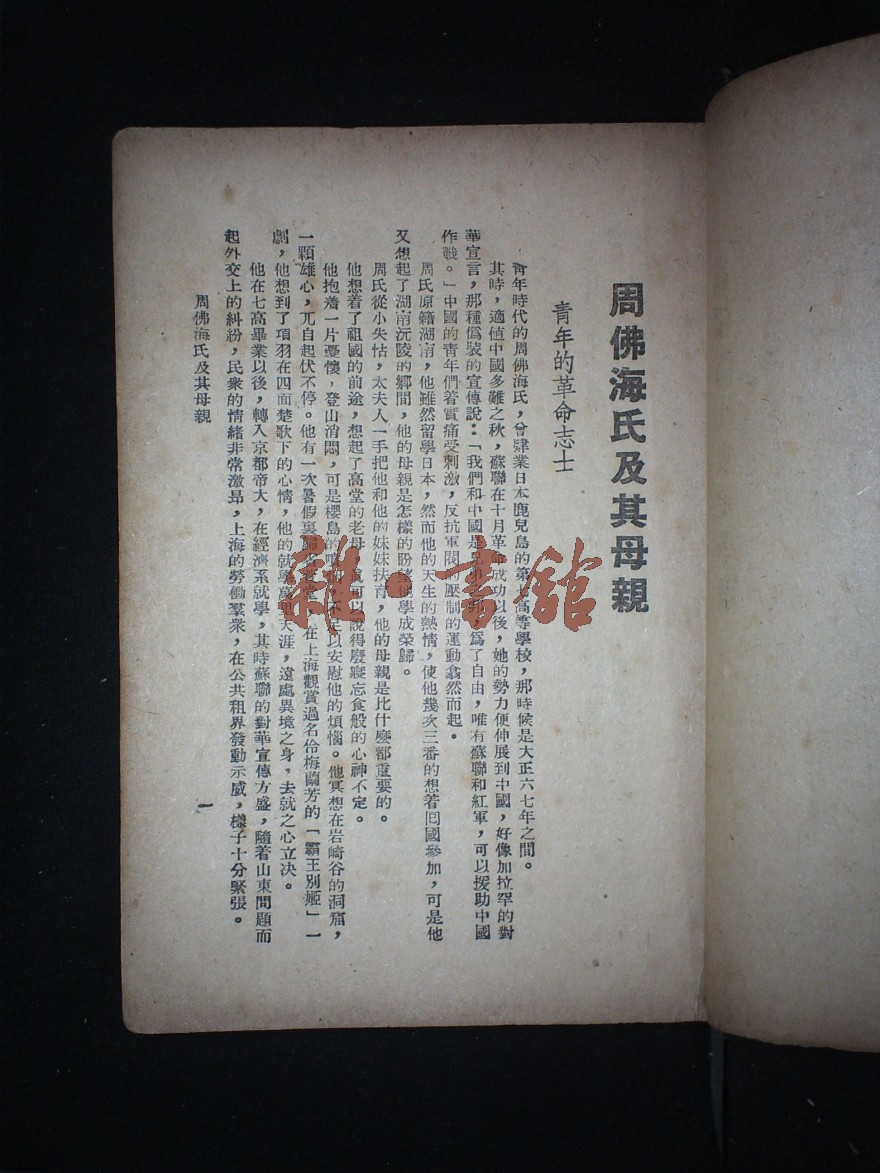 周佛海氏及其母親
青年的革命志士
青年時代的周佛海氏,曾肄業日本鹿兒島的第七高等學校,那時候是大正六七年之間。
其時,適値中國多難之秋,蘇聯在十月革命成功以後,她的勢力便伸展到中國,好像加拉罕的對
華宣言,那種僞裝的宣傳說:「我們和中國是兄弟之邦,爲了自由,唯有蘇聯和紅軍,可以援助中國
作戰。」中國的青年們着實痛受刺激,反抗軍閥的壓制的運動翕然而起。
周氏原籍湖南,他雖然留學日本,然而他的天生的熱情,使他幾次三番的想着囘國參加,可是他
又想起了湖南沅陵的鄉間,他的母親是怎樣的盼望他學成榮歸。
周氏從小失怙,太夫人一手把他和他的妹妹扶育,他的母親是比什麼都重要的。
他想着了祖國的前途,想起了高堂的老母,眞可以說得廢寢忘食般的心神不定。
他抱着一片憂懷,登山消悶,可是櫻島的噴煙不足以安慰他的煩惱。他冥想在岩崎谷的洞窟,
一顆雄心,兀自起伏不停。他有一次暑假裏歸省萱堂,在上海觀賞過名伶梅蘭芳的「霸王別姬」一
劇,他想到了項羽在四面楚歌下的心情,他的就學萬里天涯,遠處異境之身,去就之心立決。
他在七高畢業以後,轉入京都帝大,在經濟系就學,其時蘇聯的對華宣傳方盛,隨着山東問題而
起外交上的糾紛,民衆的情緖非常激昂,上海的勞働羣衆,在公共租界發動示威,樣子十分緊張。
周佛海氏及其母親
一
雜·書館